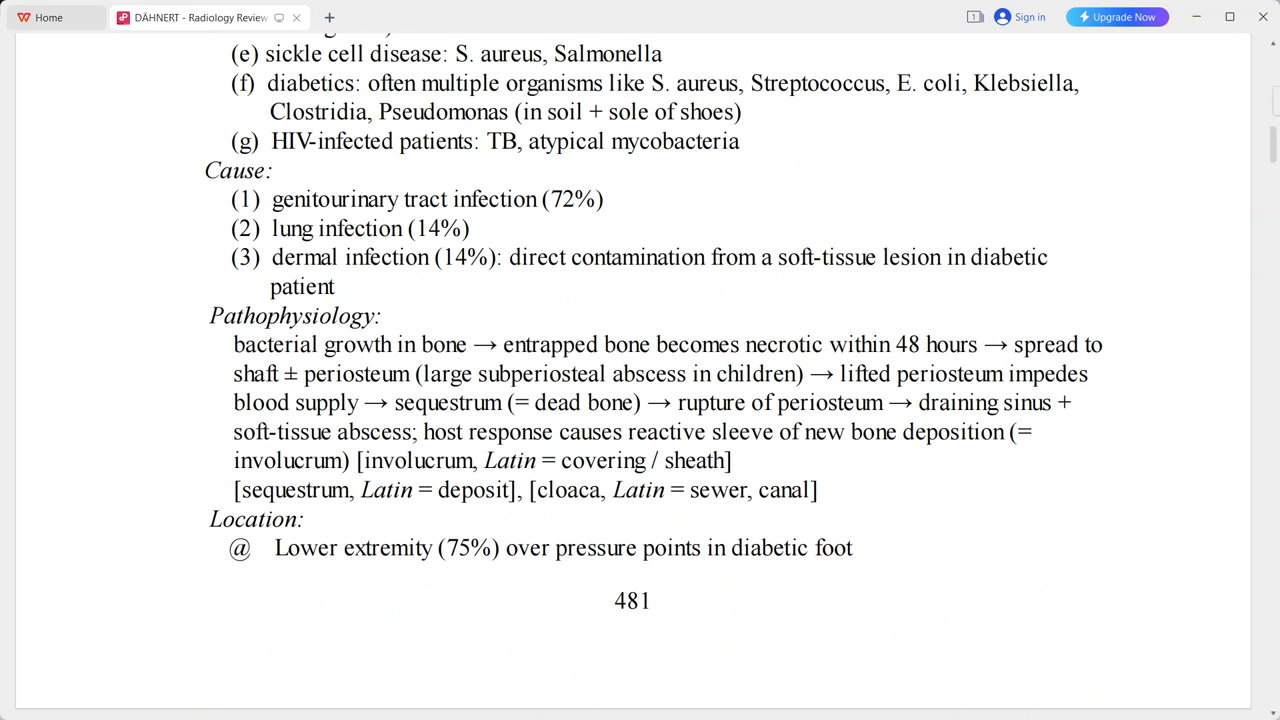 Home
DÄHNERT - Radiology Review
1
Sign in
Upgrade Now
(e) sickle cell disease: S. aureus, Salmonella
(f) diabetics: often multiple organisms like S. aureus, Streptococcus, E. coli, Klebsiella,
Clostridia, Pseudomonas (in soil + sole of shoes)
(g) HIV-infected patients: TB, atypical mycobacteria
Cause:
(1) genitourinary tract infection (72%)
(2) lung infection (14%)
(3) dermal infection (14%): direct contamination from a soft-tissue lesion in diabetic
patient
Pathophysiology:
bacterial growth in bone → entrapped bone becomes necrotic within 48 hours → spread to
shaft ± periosteum (large subperiosteal abscess in children) → lifted periosteum impedes
blood supply → sequestrum (= dead bone) → rupture of periosteum → draining sinus +
soft-tissue abscess; host response causes reactive sleeve of new bone deposition (=
involucrum) [involucrum, Latin = covering / sheath]
[sequestrum, Latin = deposit], [cloaca, Latin = sewer, canal]
Location:
@ Lower extremity (75%) over pressure points in diabetic foot
481